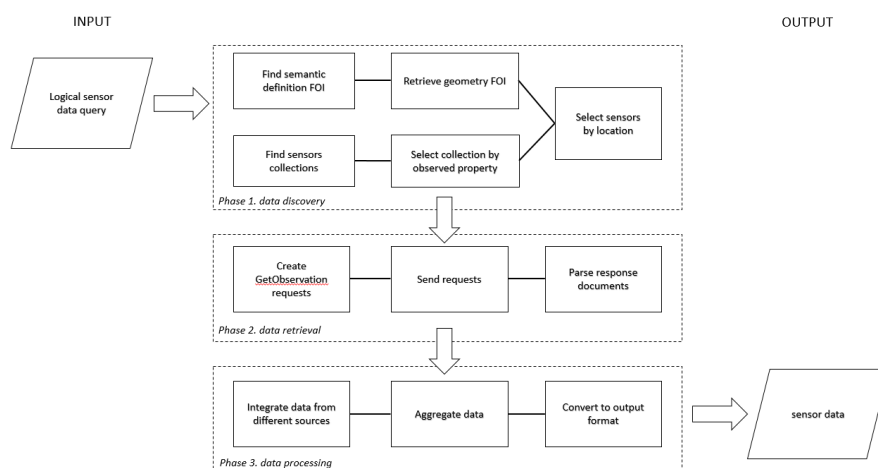 INPUT
OUTPUT
Logical sensor
data query
Find semantic
definition FOI
Retrieve geometry FOI
Select sensors
by location
Find sensors
collections
Select collection by
observed property
Phase 1. data discovery
Create
GetObservation
requests
Send requests
Parse response
documents
Phase 2. data retrieval
Integrate data from
different sources
Aggregate data
Convert to output
format
sensor data
Phase 3. data processing